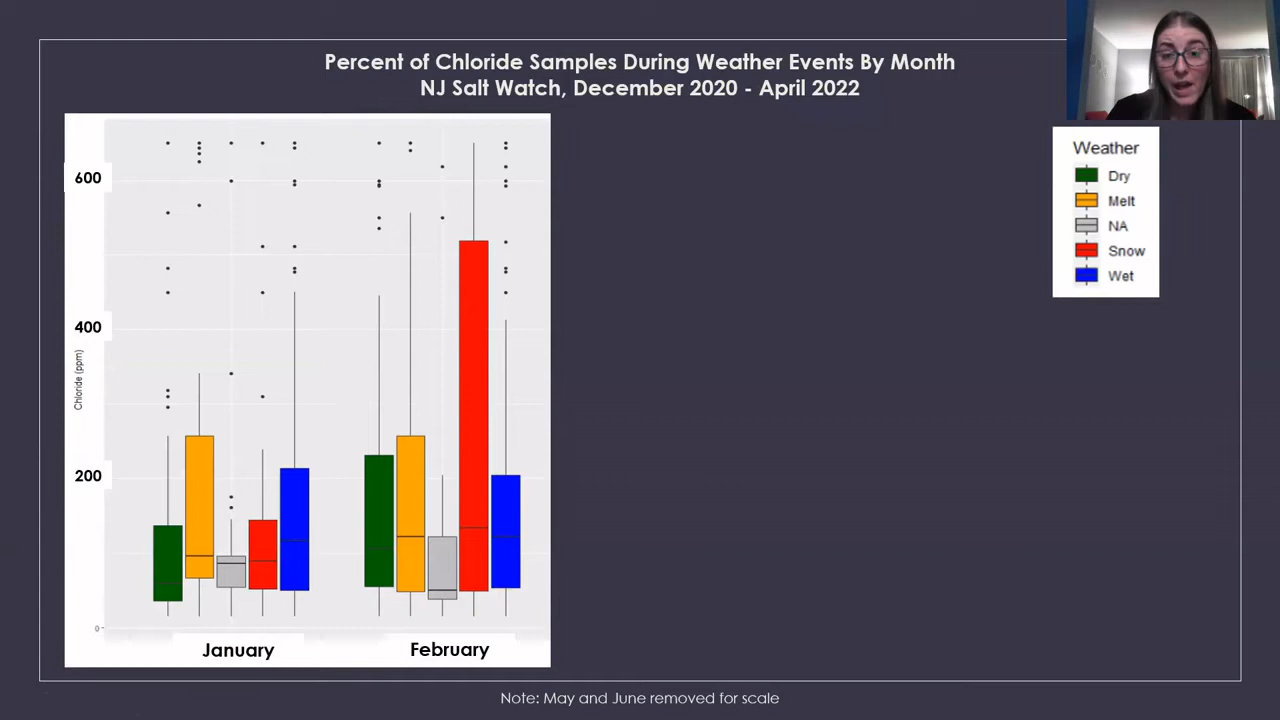 Percent of Chloride Samples During Weather Events By Month
NJ Salt Watch, December 2020 - April 2022
Weather
Dry
Melt
NA
Snow
Wet
600
400
200
0
Chloride (ppm)
January
February
Note: May and June removed for scale